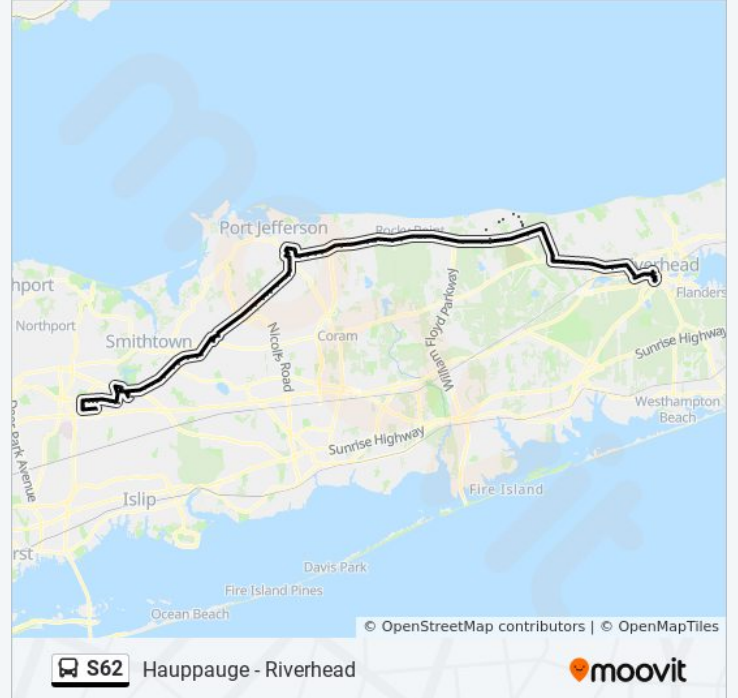 Port Jefferson
Rocky Point
hport
Northport
Smithtown
Nicolls Road
Coram
William Floyd Parkway
verhead
Flanders
Sunrise Highway
Westhampton
Beach
Deer Park Avenue
Sunrise Highway
Islip
Fire Island
rst
Davis Park
Fire Island Pines
Ocean Beach
© OpenStreetMap contributors | © OpenMapTiles
S62 Hauppauge - Riverhead
moovit